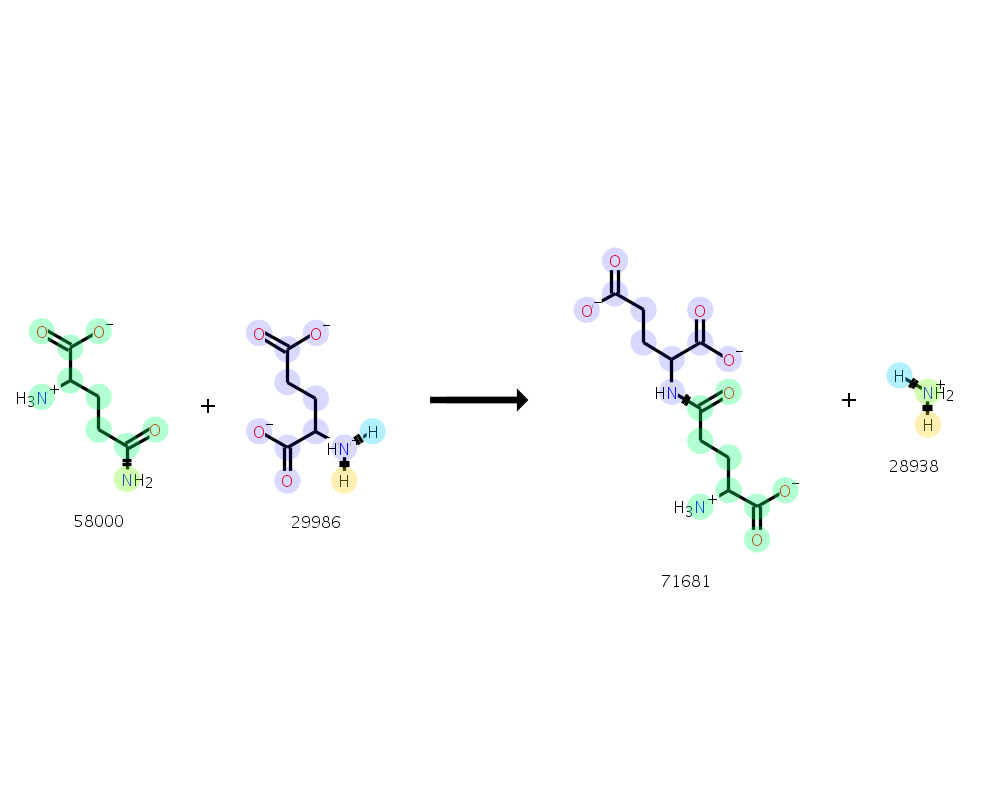 O O⁻
H₃N⁺ O
NH₂
58000
+
O O⁻
O⁻ HN H
O H
29986
O
O⁻ O
O⁻
HN O
H₃N⁺ O⁻
O
71681
+
H NH₂⁺
H
28938